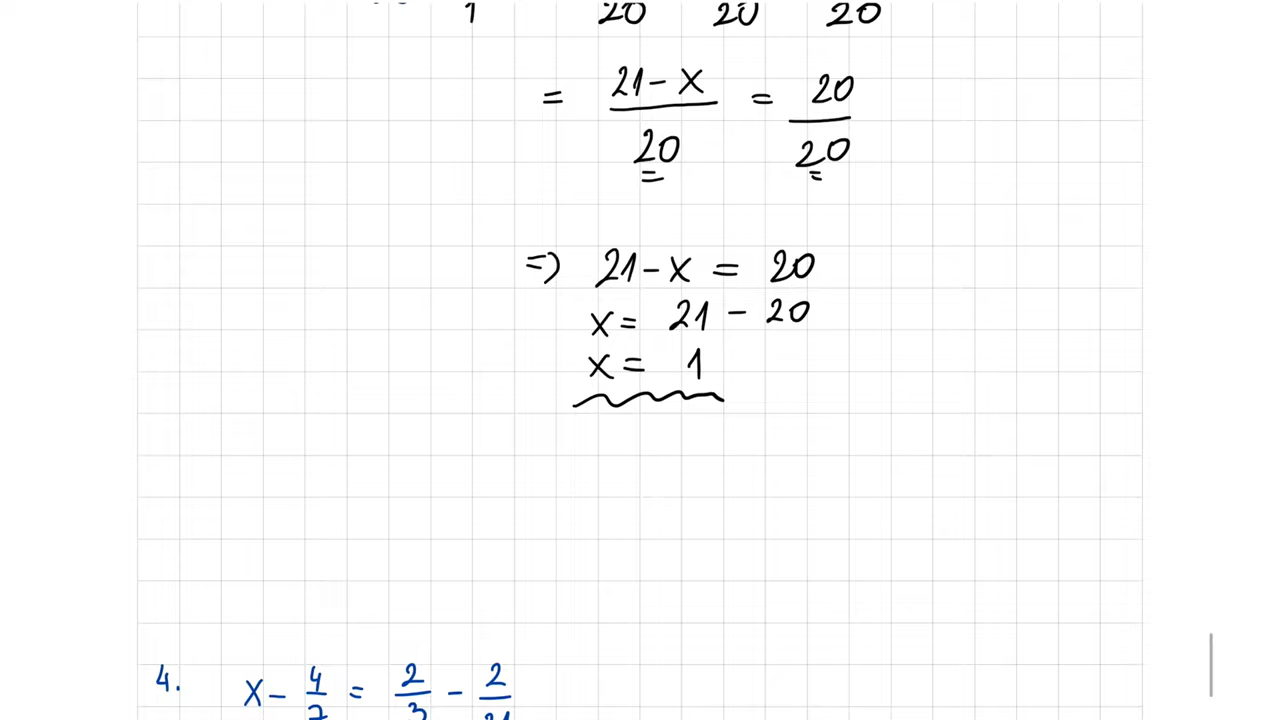 1 20 20 20
= 21 - x / 20 = 20 / 20
=) 21 - x = 20
x = 21 - 20
x = 1
4. x - 4/7 = 2/3 - 2/21